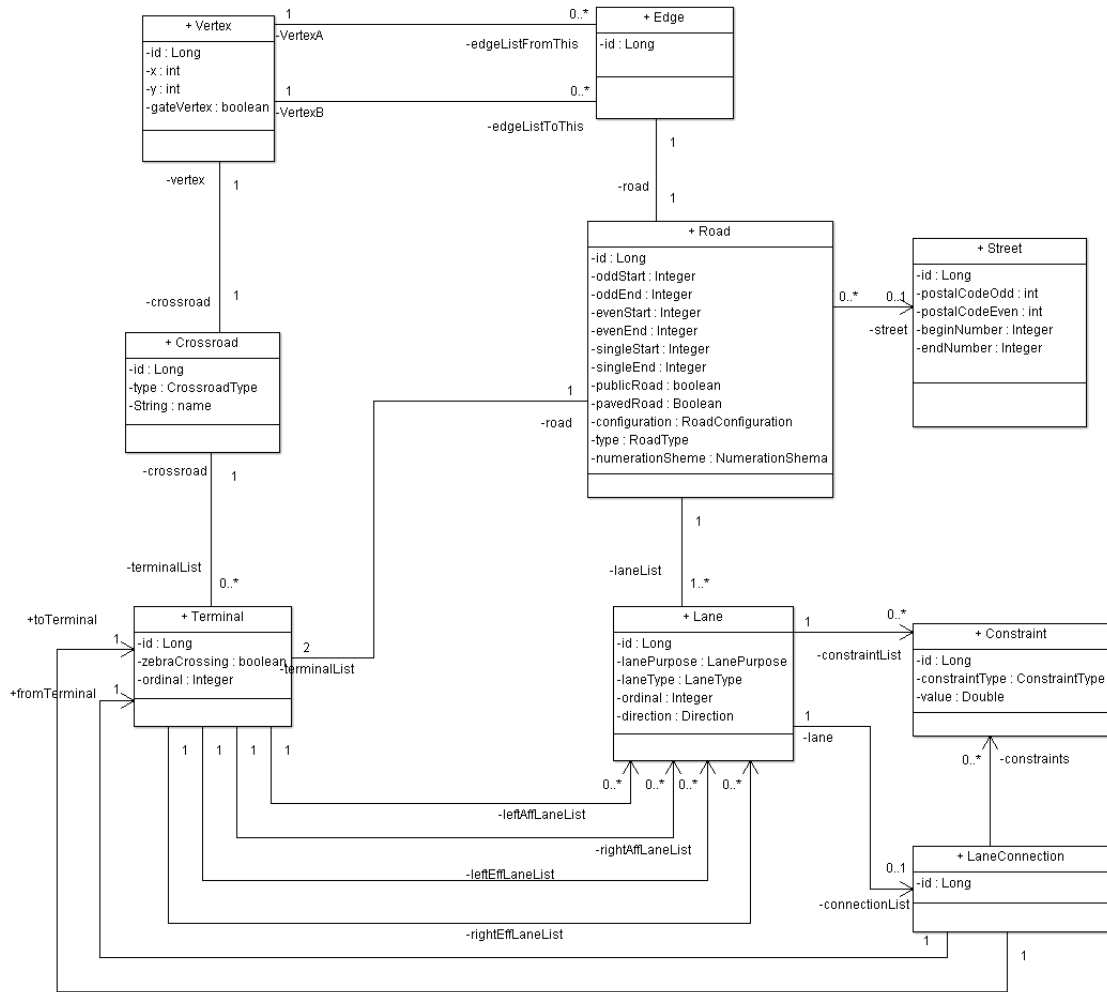 + Vertex
-id : Long
-x : int
-y : int
-gateVertex : boolean
1
-VertexA
0..*
-edgeListFromThis
1
-VertexB
0..*
-edgeListToThis
+ Edge
-id : Long
1
-road
1
-vertex
1
-crossroad
1
+ Road
-id : Long
-oddStart : Integer
-oddEnd : Integer
-evenStart : Integer
-evenEnd : Integer
-singleStart : Integer
-singleEnd : Integer
-publicRoad : boolean
-pavedRoad : Boolean
-configuration : RoadConfiguration
-type : RoadType
-numerationSheme : NumerationShema
0..*
0..1
-street
+ Street
-id : Long
-postalCodeOdd : int
-postalCodeEven : int
-beginNumber : Integer
-endNumber : Integer
+ Crossroad
-id : Long
-type : CrossroadType
-String : name
-crossroad
1
-terminalList
0..*
1
-road
2
-terminalList
1
-laneList
1..*
+toTerminal
1
+fromTerminal
1
+ Terminal
-id : Long
-zebraCrossing : boolean
-ordinal : Integer
1
1
1
1
+ Lane
-id : Long
-lanePurpose : LanePurpose
-laneType : LaneType
-ordinal : Integer
-direction : Direction
1
0..*
-constraintList
1
-lane
+ Constraint
-id : Long
-constraintType : ConstraintType
-value : Double
0..*
-constraints
0..*
0..*
0..*
0..*
-leftAffLaneList
-rightAffLaneList
-leftEffLaneList
-rightEffLaneList
0..1
-connectionList
+ LaneConnection
-id : Long
1
1